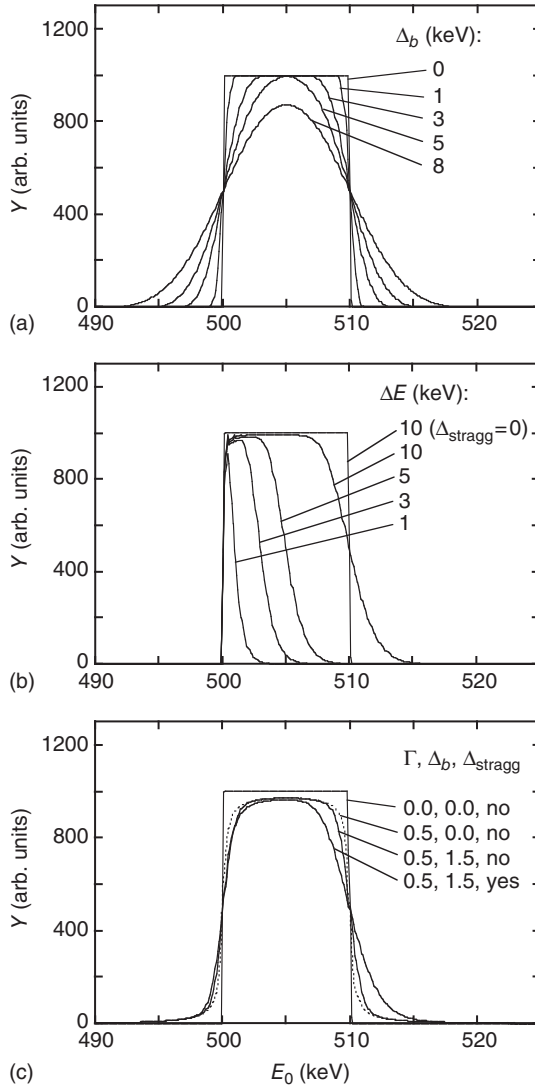 1200
800
400
0
Y (arb. units)
Δb (keV):
0
1
3
5
8
490 500 510 520
(a)
1200
800
400
0
Y (arb. units)
ΔE (keV):
10 (Δstragg=0)
10
5
3
1
490 500 510 520
(b)
1200
800
400
0
Y (arb. units)
Γ, Δb, Δstragg
0.0, 0.0, no
0.5, 0.0, no
0.5, 1.5, no
0.5, 1.5, yes
490 500 510 520
(c)
E0 (keV)